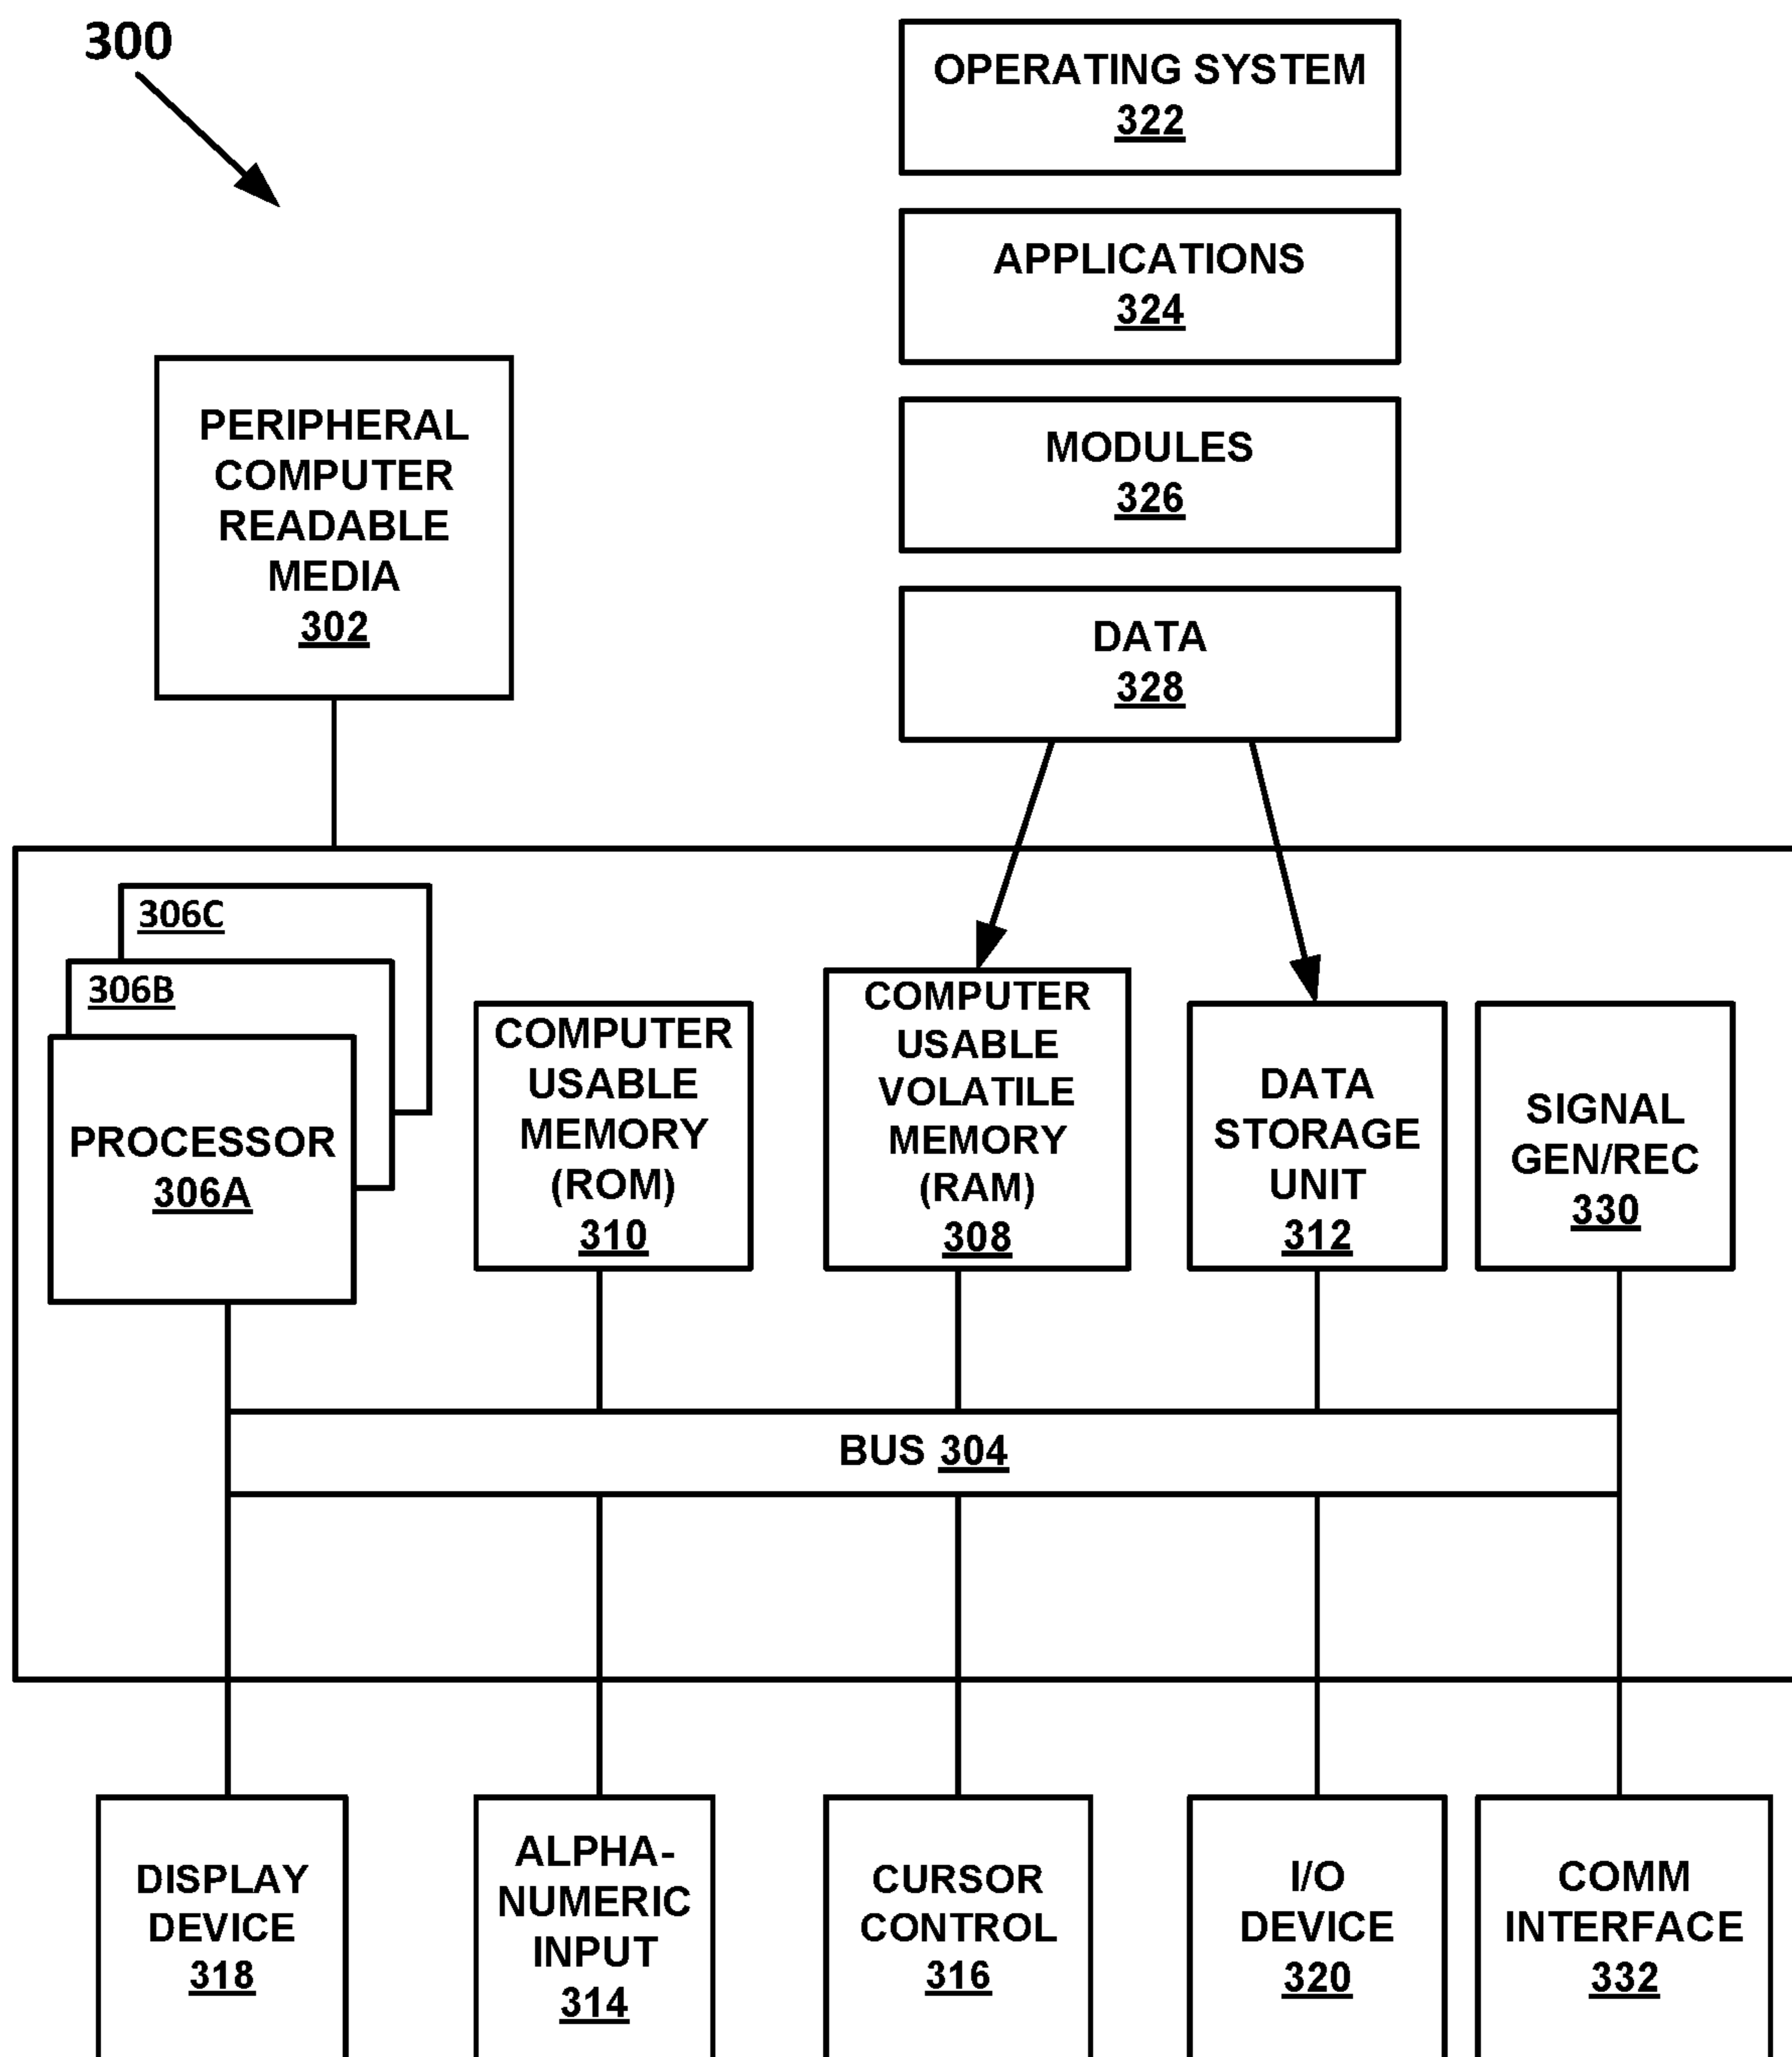 300
OPERATING SYSTEM
322
APPLICATIONS
324
MODULES
326
DATA
328
PERIPHERAL
COMPUTER
READABLE
MEDIA
302
306C
306B
PROCESSOR
306A
COMPUTER
USABLE
MEMORY
(ROM)
310
COMPUTER
USABLE
VOLATILE
MEMORY
(RAM)
308
DATA
STORAGE
UNIT
312
SIGNAL
GEN/REC
330
BUS 304
DISPLAY
DEVICE
318
ALPHA-
NUMERIC
INPUT
314
CURSOR
CONTROL
316
I/O
DEVICE
320
COMM
INTERFACE
332